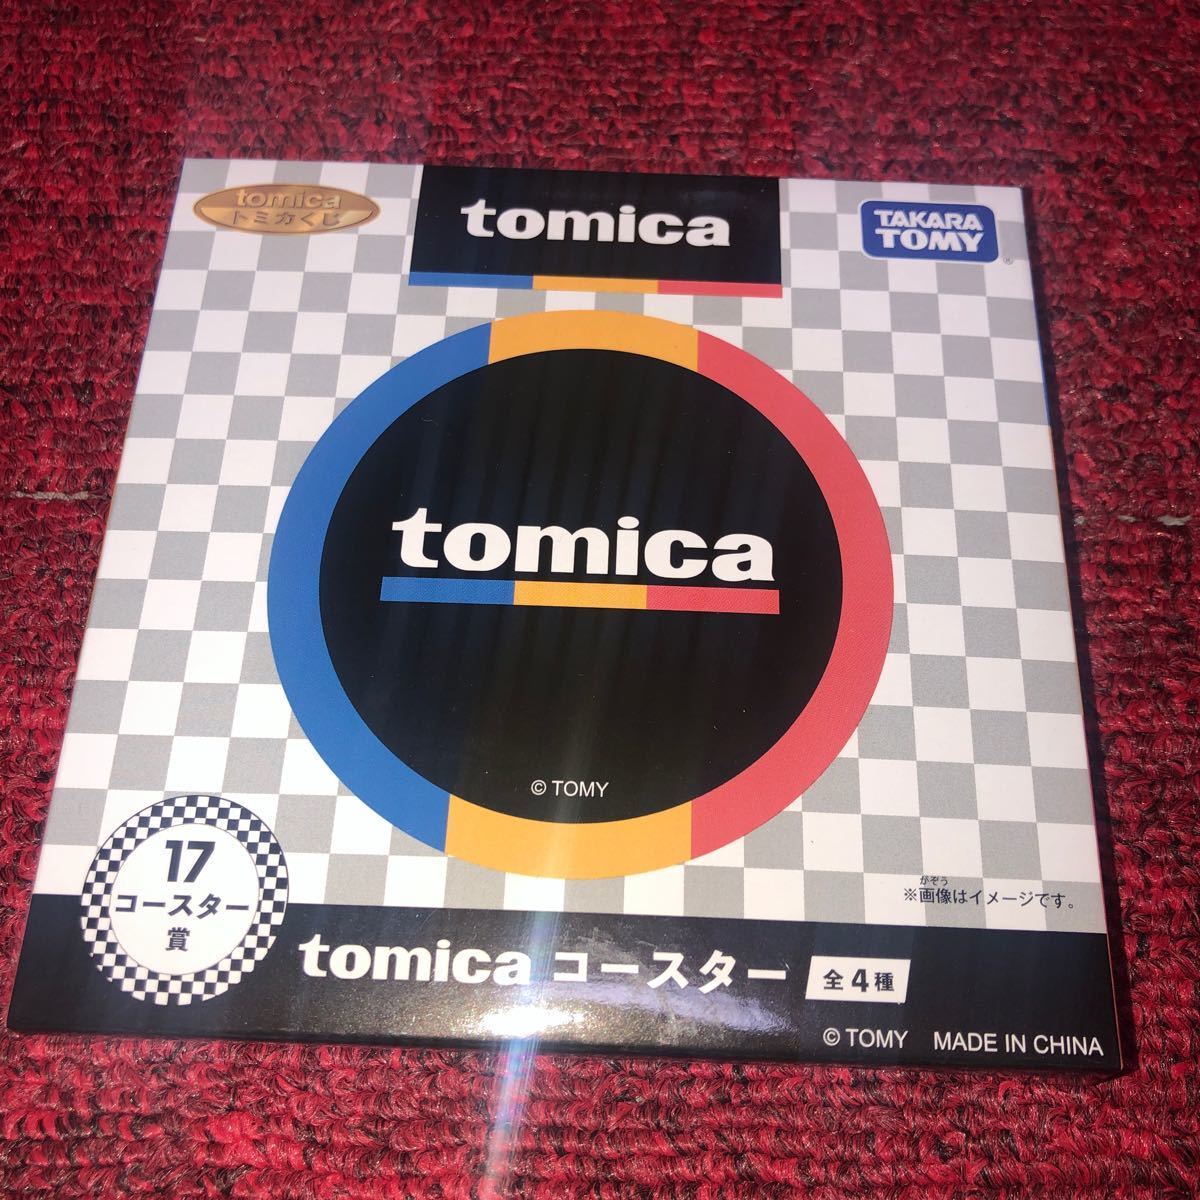 tomica
トミカくじ
tomica
TAKARA
TOMY
®
tomica
© TOMY
がぞう
※画像はイメージです。
17
コースター
賞
tomica コースター 全4種
© TOMY MADE IN CHINA